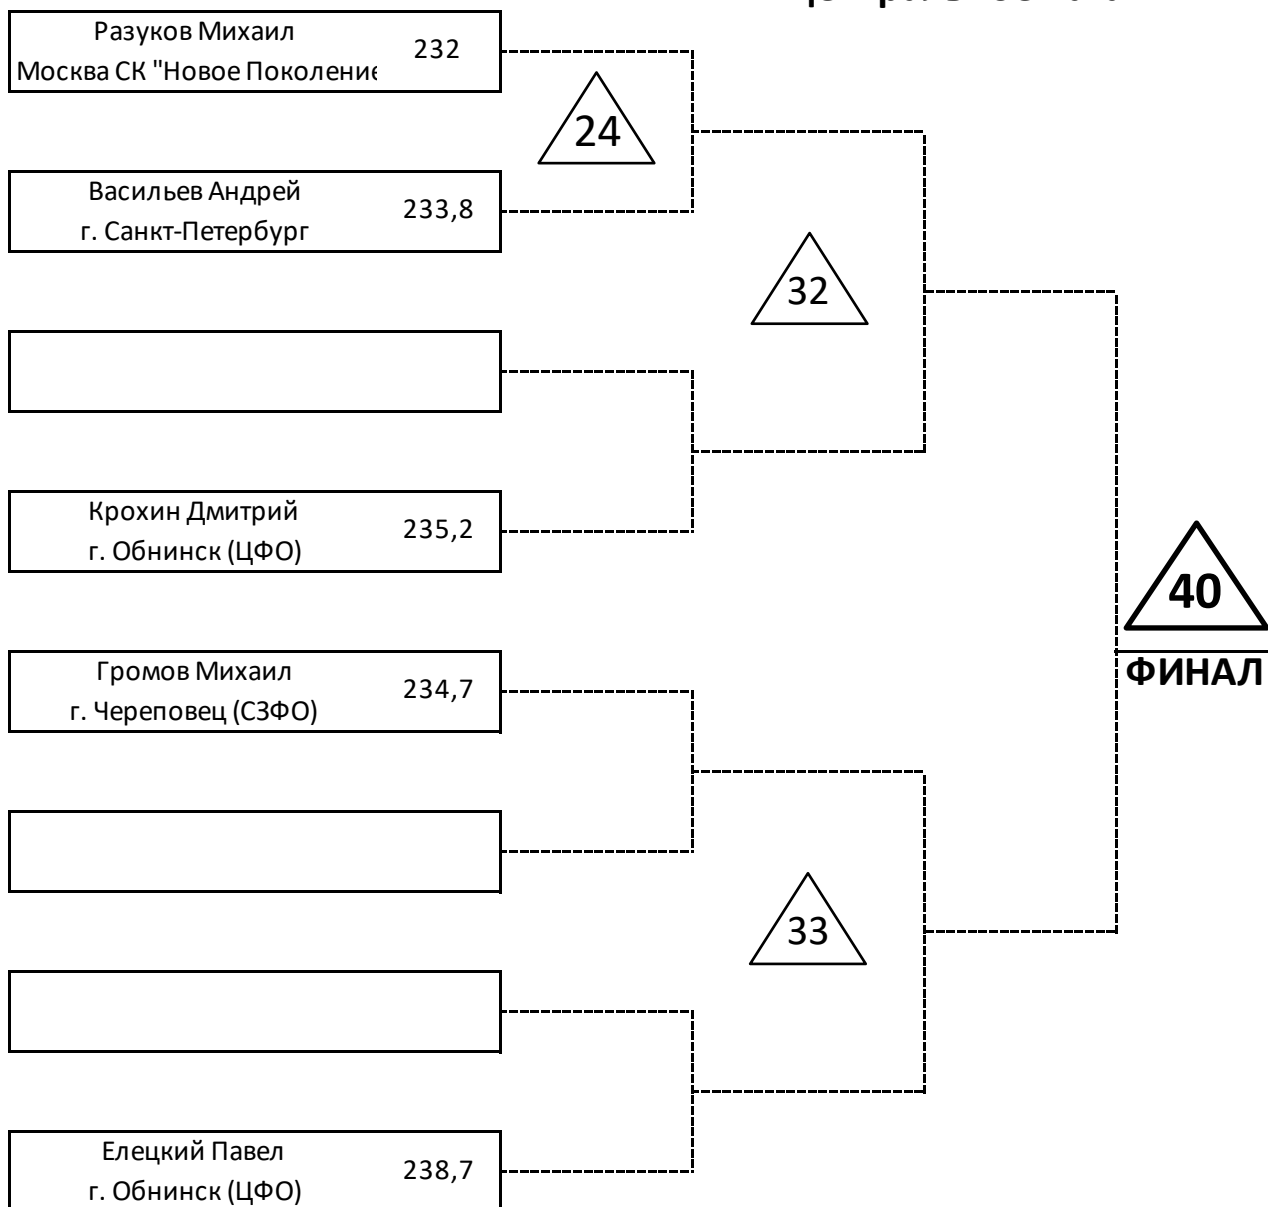 Разуков Михаил
232
Москва СК "Новое Поколение
24
Васильев Андрей
233,8
г. Санкт-Петербург
32
Крохин Дмитрий
235,2
г. Обнинск (ЦФО)
40
ФИНАЛ
Громов Михаил
234,7
г. Череповец (СЗФО)
33
Елецкий Павел
238,7
г. Обнинск (ЦФО)